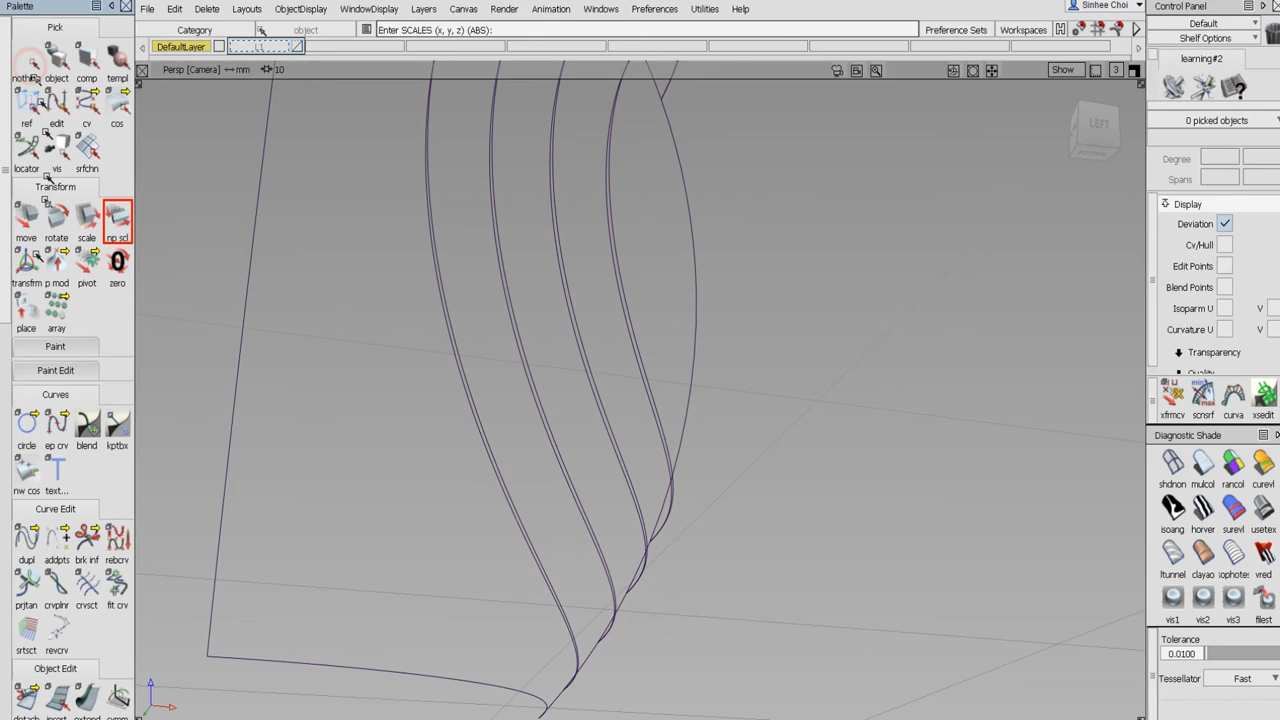 Palette
File Edit Delete Layouts ObjectDisplay WindowDisplay Layers Canvas Render Animation Windows Preferences Utilities Help
Sinhee Choi
Control Panel
Pick
Category
object
Enter SCALES (x, y, z) (ABS):
Preference Sets
Workspaces
Default
Shelf Options
DefaultLayer
L1
Persp [Camera] mm 10
Show
3
learning#2
object comp templ
ref edit cv cos
locator vis srfchn
0 picked objects
Degree
Spans
Transform
LEFT
BOTTOM
Display
Deviation
Cv/Hull
Edit Points
Blend Points
Isoparm U V
Curvature U V
Transparency
move rotate scale np scl
transfrm p mod pivot zero
place array
Paint
Paint Edit
Curves
circle ep crv blend kptbx
nw cos text...
xfrmcv scnsrf curva xsedit
Diagnostic Shade
shdnon mulcol rancol curevl
isoang horver surevl usetex
ltunnel clayao sophotes vred
vis1 vis2 vis3 filest
Curve Edit
dupl addpts brk inf rebcrv
prjtan crvplnr crvsct fit crv
srtsct revcrv
Object Edit
Tolerance
0.0100
Tessellator Fast